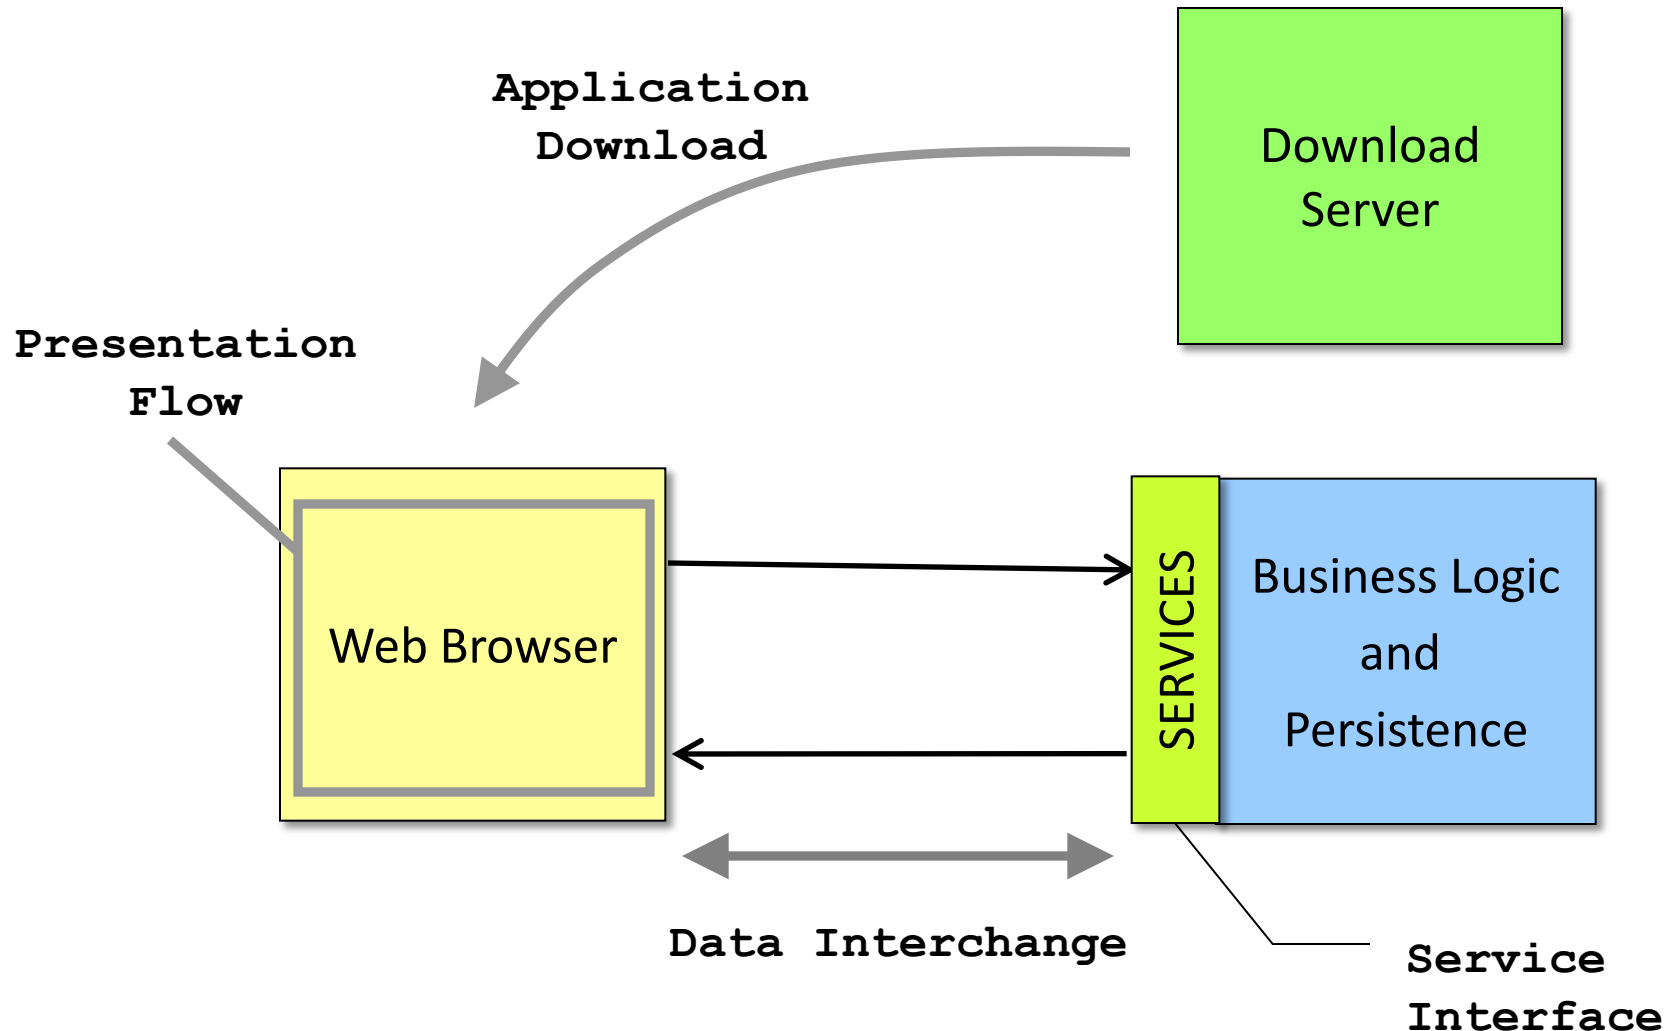 Application
Download
Download
Server
Presentation
Flow
Web Browser
SERVICES
Business Logic
and
Persistence
Data Interchange
Service
Interface